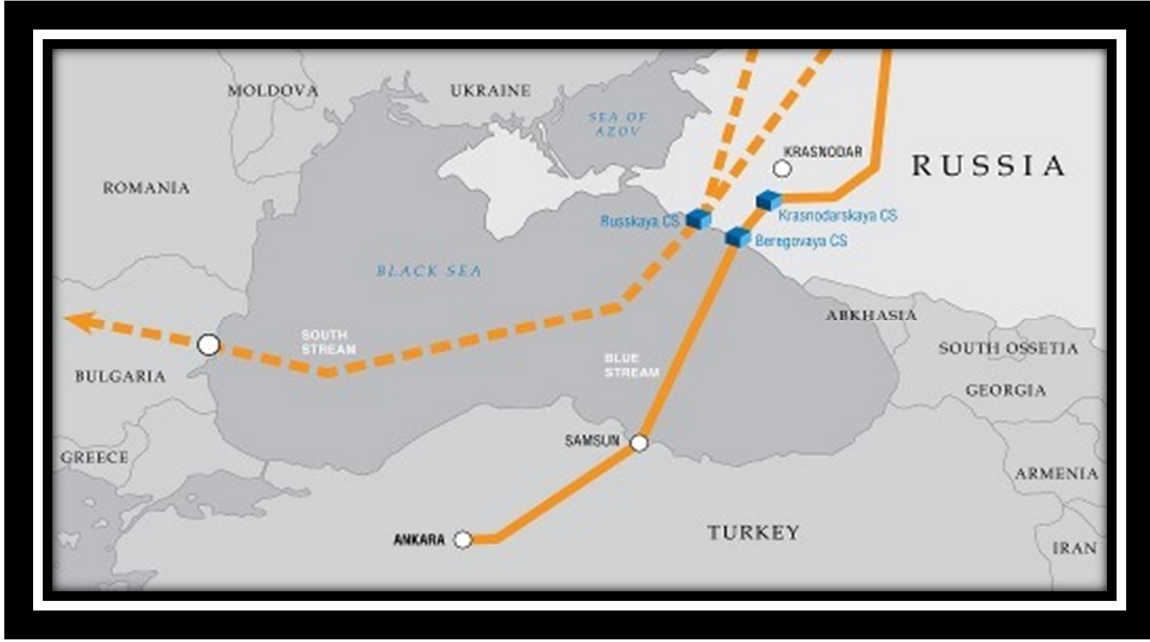 MOLDOVA
UKRAINE
SEA OF
AZOV
KRASNODAR
RUSSIA
ROMANIA
Russkaya CS
Krasnodarskaya CS
Beregovaya CS
BLACK SEA
ABKHASIA
SOUTH
STREAM
SOUTH OSSETIA
BLUE
STREAM
BULGARIA
GEORGIA
SAMSUN
GREECE
ARMENIA
ANKARA
TURKEY
IRAN